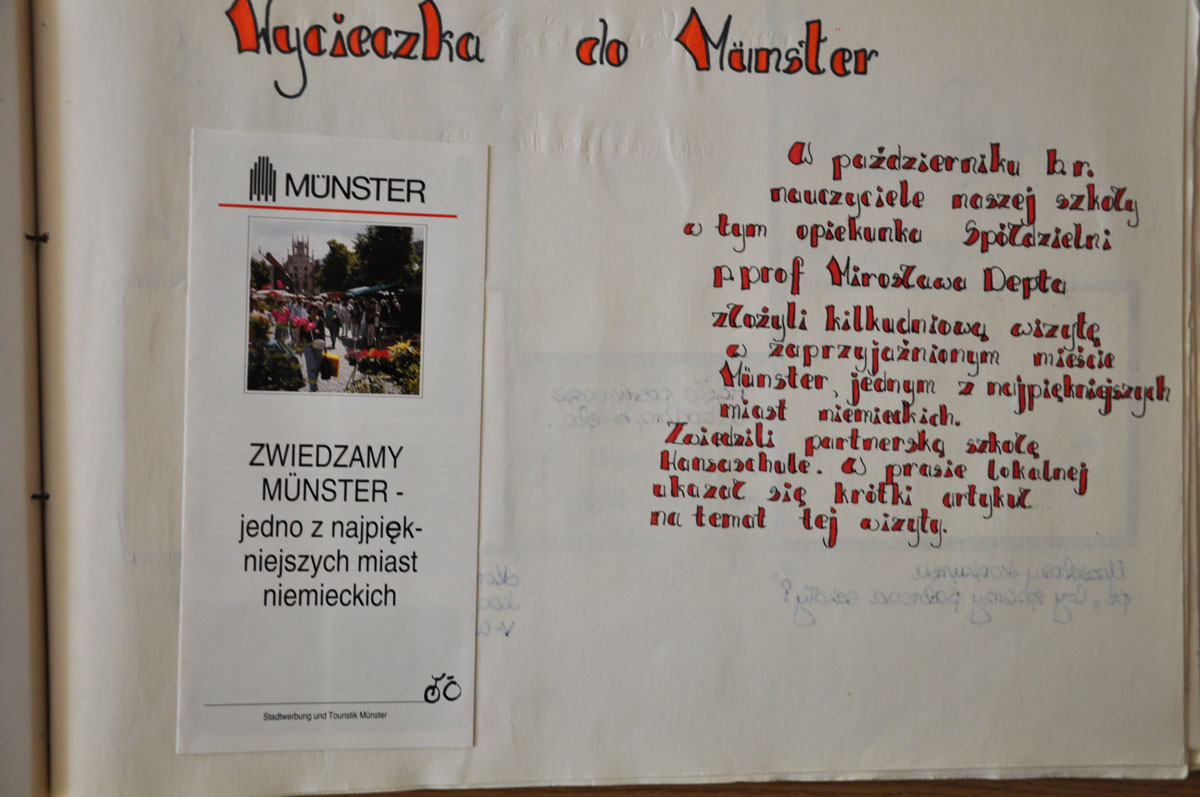 Wycieczka do Münster
MÜNSTER
ZWIEDZAMY
MÜNSTER -
jedno z najpięk-
niejszych miast
niemieckich
Stadtwerbung und Touristik Münster
W październiku b.r.
nauczyciele naszej szkoły
w tym opiekunka Spółdzielni
p.prof Mirosława Depta
złożyli kilkudniową wizytę
w zaprzyjaźnionym mieście
Münster, jednym z najpiękniejszych
miast niemieckich.
Zwiedzili partnerską szkołę
Hansaschule. W prasie lokalnej
ukazał się krótki artykuł
na temat tej wizyty.